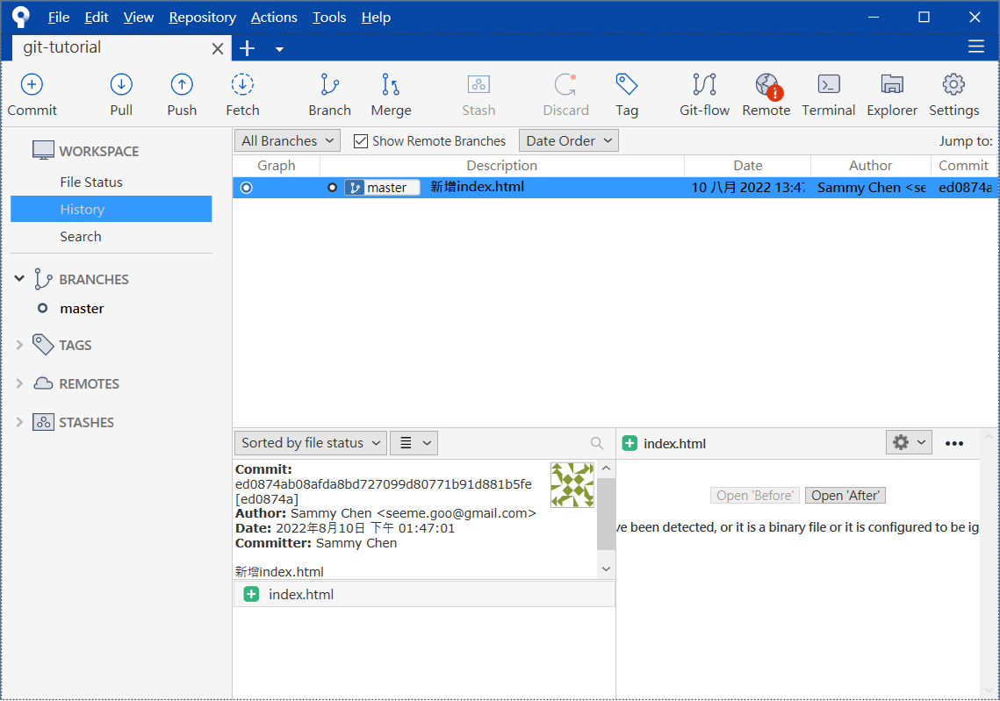 File Edit View Repository Actions Tools Help
git-tutorial
Commit Pull Push Fetch Branch Merge Stash Discard Tag Git-flow Remote Terminal Explorer Settings
WORKSPACE
File Status
History
Search
BRANCHES
master
TAGS
REMOTES
STASHES
All Branches Show Remote Branches Date Order Jump to:
Graph Description Date Author Commit
master 新增index.html 10 八月 2022 13:47 Sammy Chen <se ed0874a
Sorted by file status
Commit:
ed0874ab08afda8bd727099d80771b91d881b5fe
[ed0874a]
Author: Sammy Chen <seeme.goo@gmail.com>
Date: 2022年8月10日 下午 01:47:01
Committer: Sammy Chen
新增index.html
index.html
index.html
Open 'Before' Open 'After'
ve been detected, or it is a binary file or it is configured to be ig